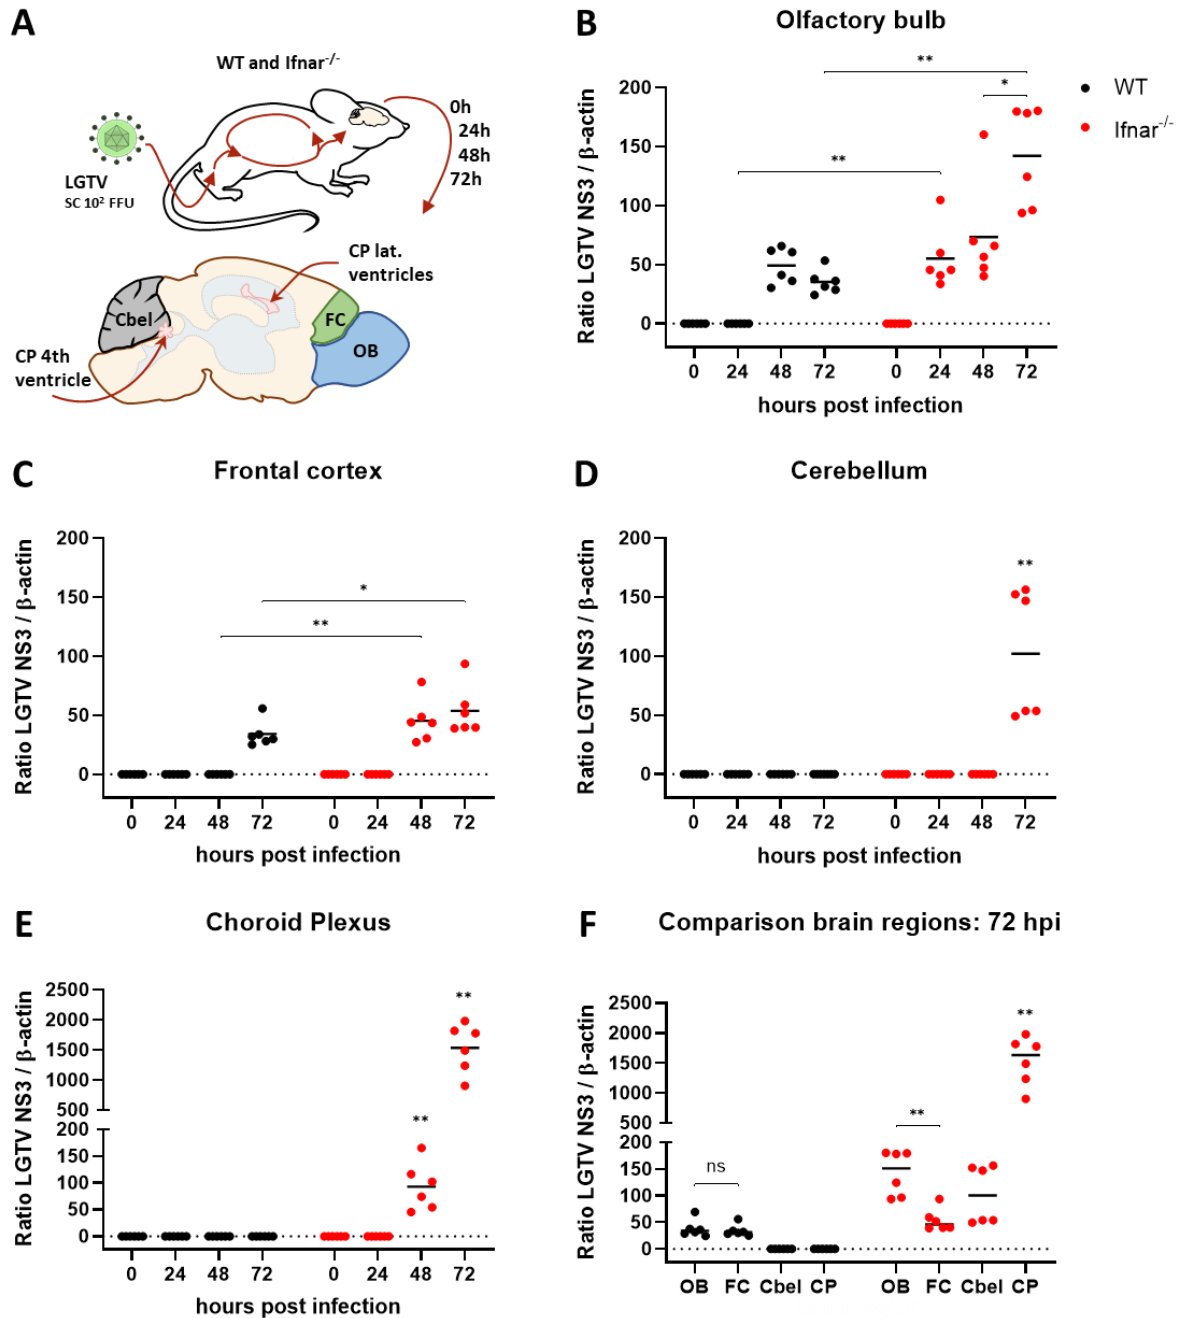 A
WT and Ifnar-/-
0h
24h
48h
72h
LGTV
SC 10² FFU
CP lat.
ventricles
Cbel
FC
OB
CP 4th
ventricle
B
Olfactory bulb
**
*
**
WT
Ifnar-/-
Ratio LGTV NS3 / β-actin
200
150
100
50
0
0 24 48 72 0 24 48 72
hours post infection
C
Frontal cortex
*
**
Ratio LGTV NS3 / β-actin
200
150
100
50
0
0 24 48 72 0 24 48 72
hours post infection
D
Cerebellum
**
Ratio LGTV NS3 / β-actin
200
150
100
50
0
0 24 48 72 0 24 48 72
hours post infection
E
Choroid Plexus
**
**
Ratio LGTV NS3 / β-actin
2500
2000
1500
1000
500
200
150
100
50
0
0 24 48 72 0 24 48 72
hours post infection
F
Comparison brain regions: 72 hpi
**
**
ns
Ratio LGTV NS3 / β-actin
2500
2000
1500
1000
500
200
150
100
50
0
OB FC Cbel CP OB FC Cbel CP